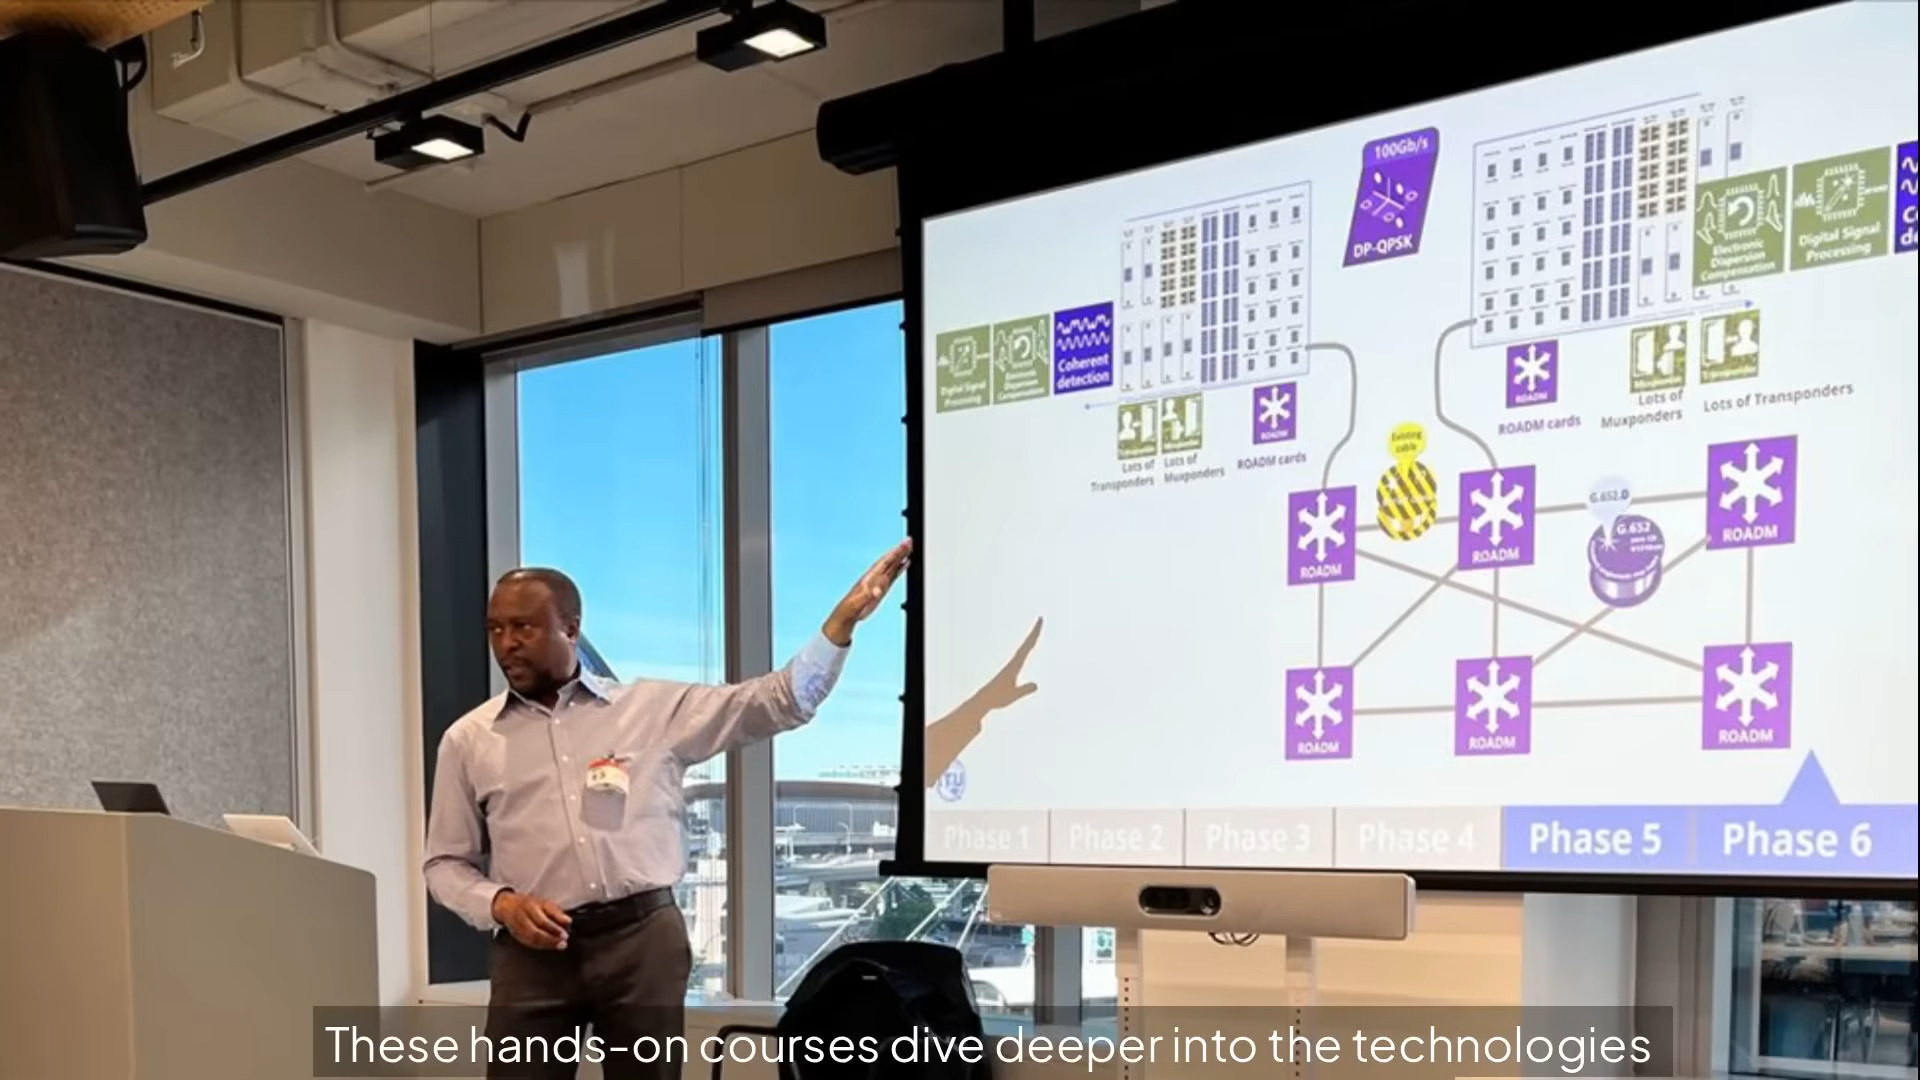 100Gb/s
DP-QPSK
Electronic
Dispersion
Compensation
Digital Signal
Processing
Digital Signal
Processing
Coherent
detection
ROADM
ROADM
Lots of
Transponders
Lots of
Muxponders
ROADM cards
ROADM cards
Lots of
Muxponders
Lots of Transponders
Existing
cable
G.652.D
G.652
ROADM
ROADM
ROADM
ROADM
ROADM
ROADM
ITU
Phase 1
Phase 2
Phase 3
Phase 4
Phase 5
Phase 6
These hands-on courses dive deeper into the technologies